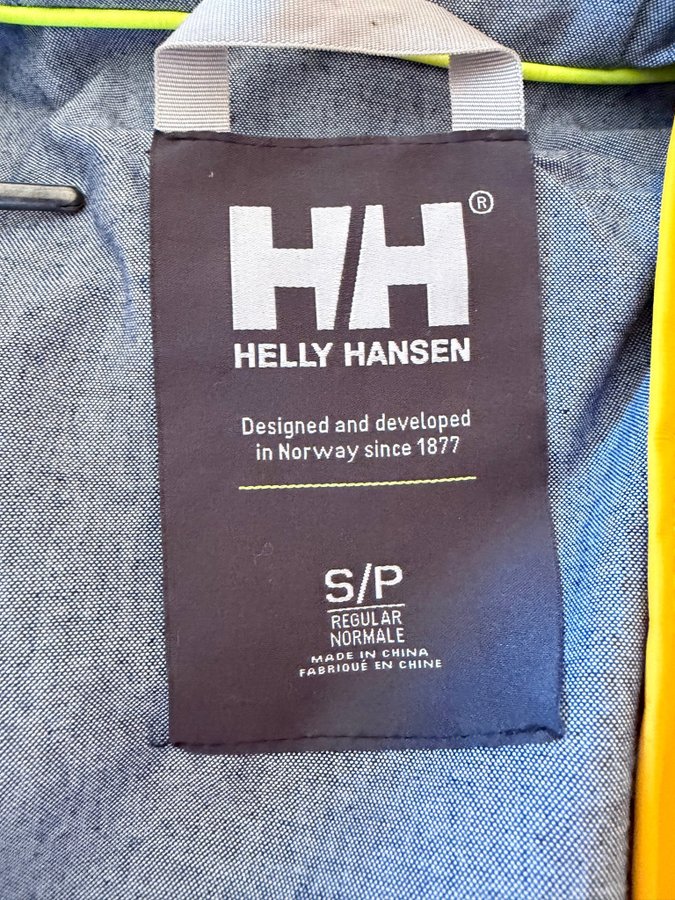 HH®
HELLY HANSEN
Designed and developed
in Norway since 1877
S/P
REGULAR
NORMALE
MADE IN CHINA
FABRIQUÉ EN CHINE